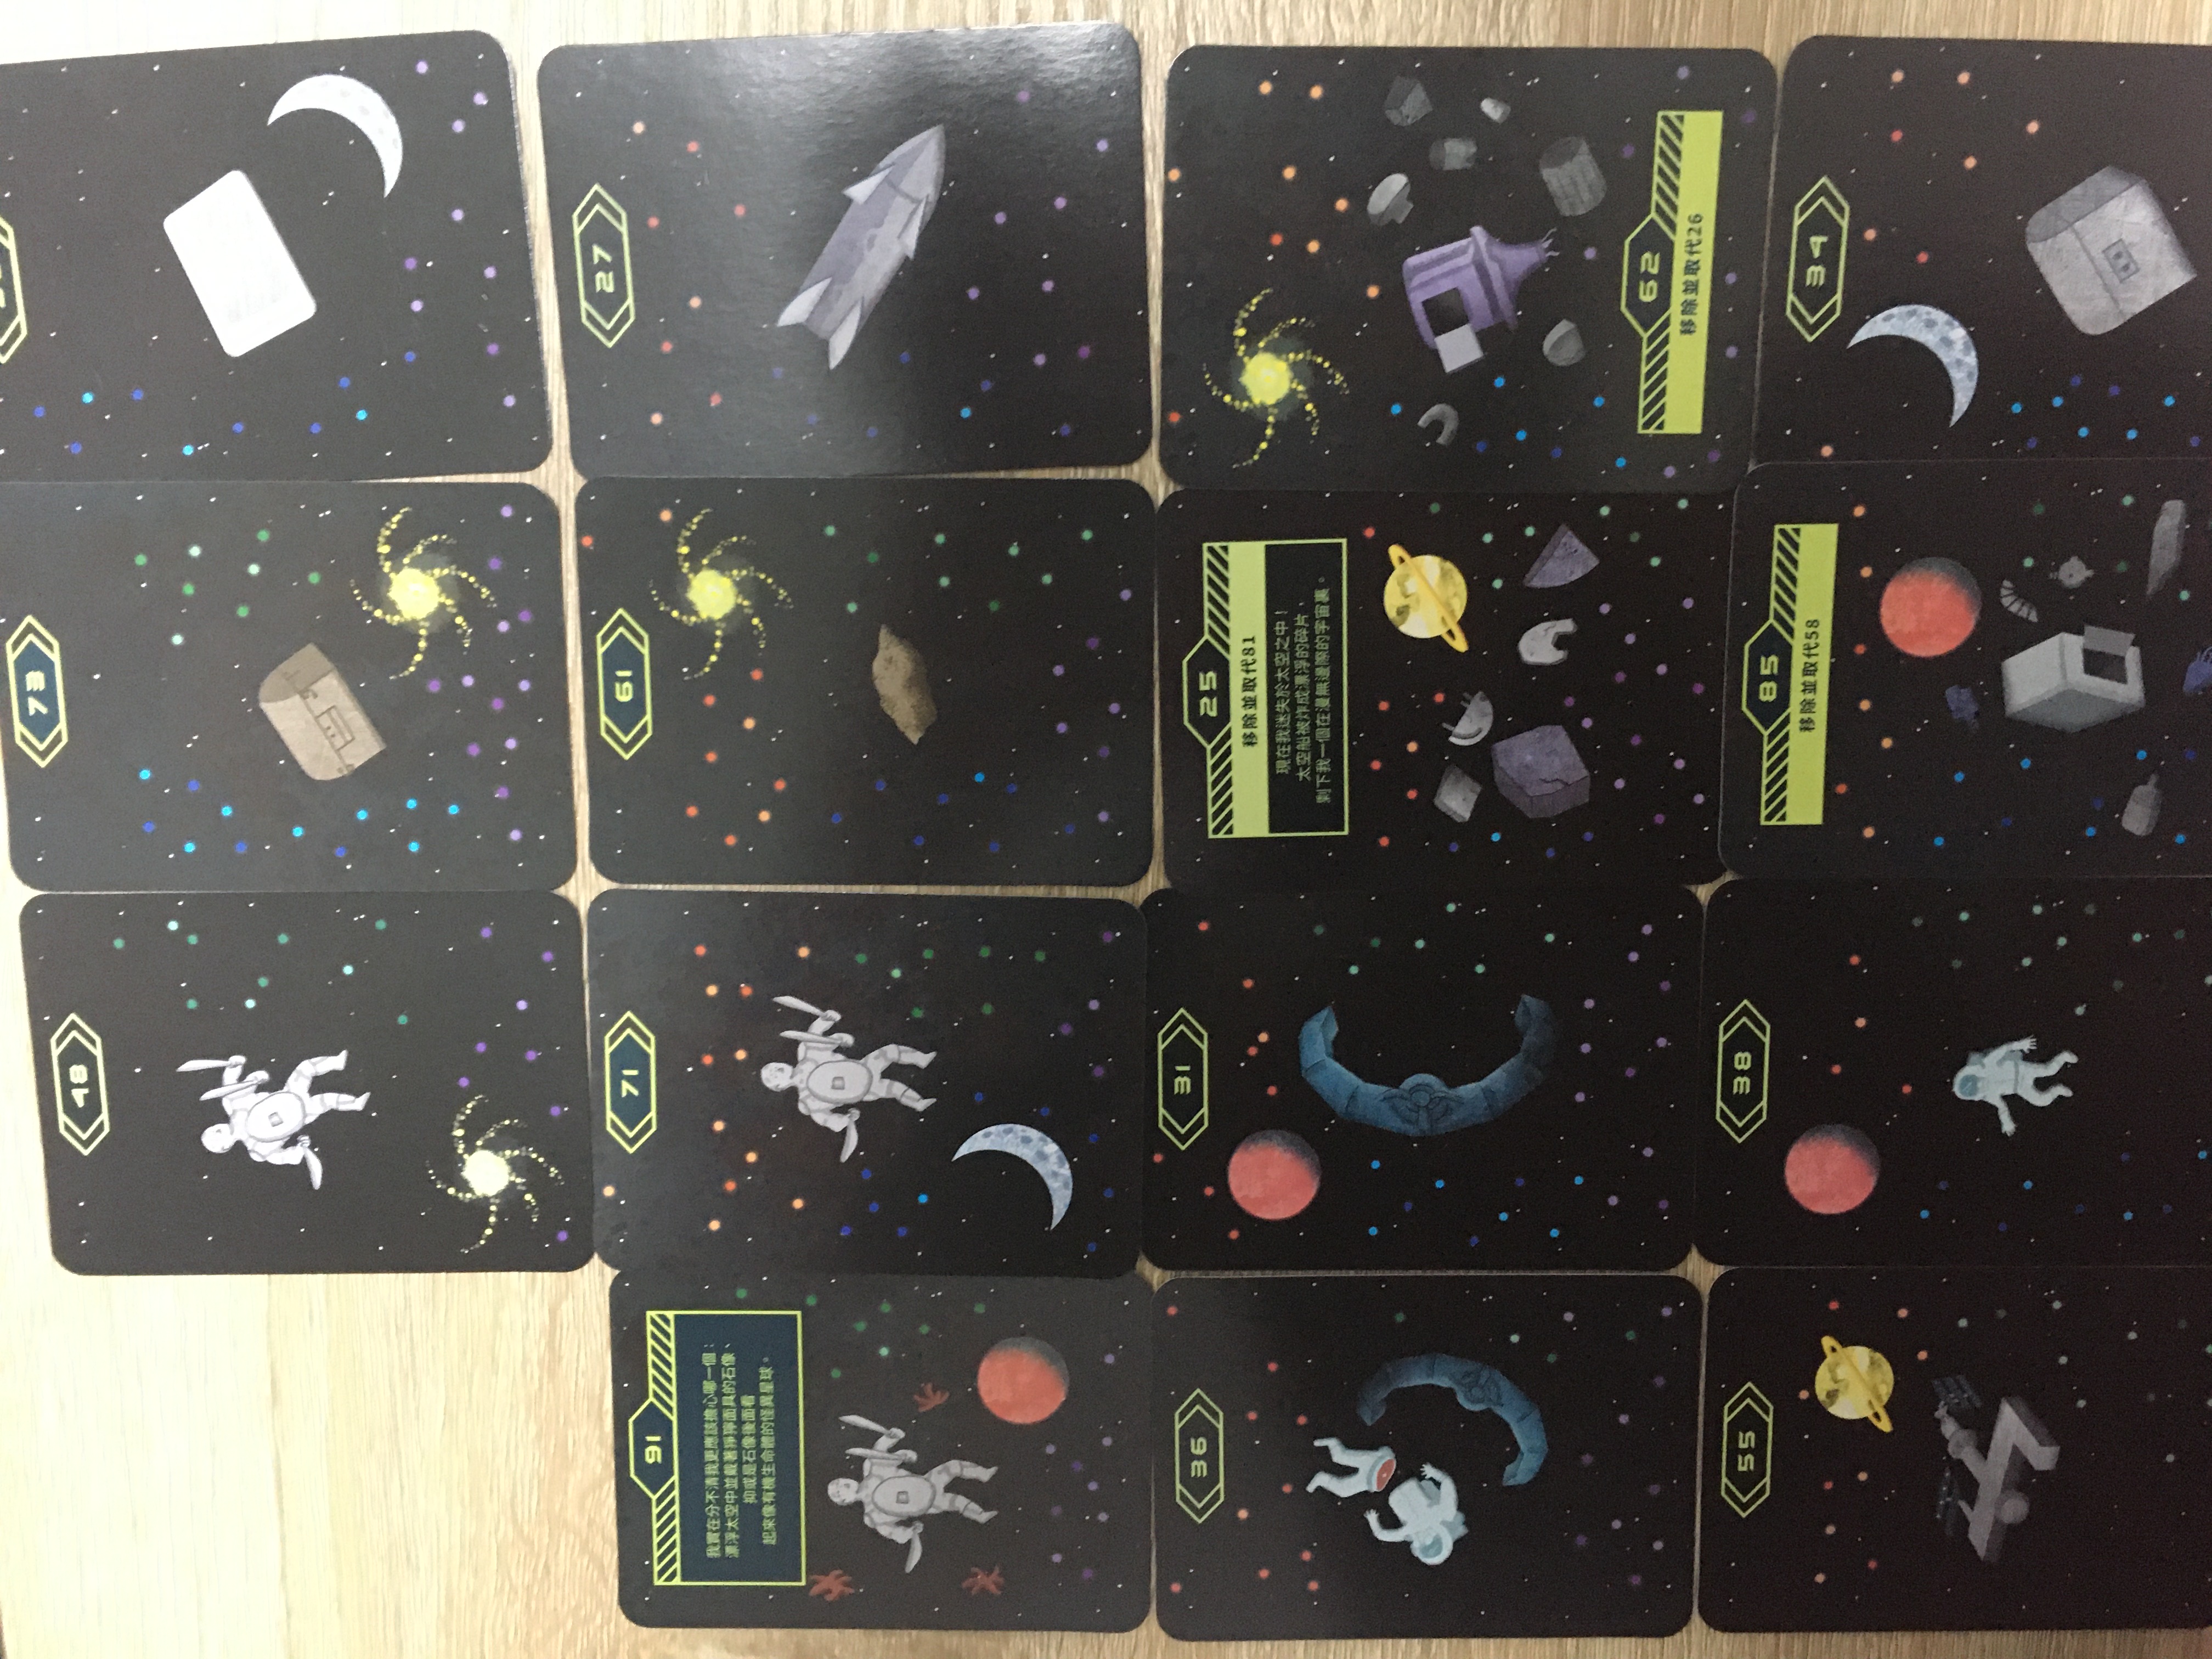 48
73
91
我實在分不清我更應該擔心哪一個：
漂浮太空中並戴著猙獰面具的石像、
抑或是石像後面看
起來像有機生命體的怪異星球。
71
61
27
36
31
25
移除並取代81
現在我迷失於太空之中！
太空船被炸成漂浮的碎片，
剩下我一個在漫無邊際的宇宙裏。
62
移除並取代26
55
38
85
移除並取代58
34